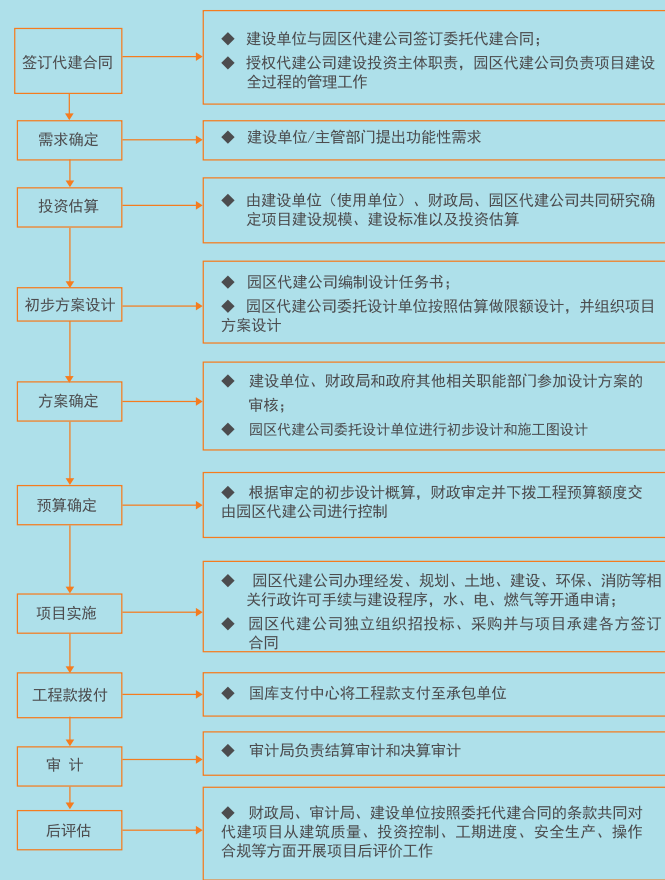 签订代建合同
◆ 建设单位与园区代建公司签订委托代建合同；
◆ 授权代建公司建设投资主体职责，园区代建公司负责项目建设
全过程的管理工作
需求确定
◆ 建设单位/主管部门提出功能性需求
投资估算
◆ 由建设单位（使用单位）、财政局、园区代建公司共同研究确
定项目建设规模、建设标准以及投资估算
初步方案设计
◆ 园区代建公司编制设计任务书；
◆ 园区代建公司委托设计单位按照估算做限额设计，并组织项目
方案设计
方案确定
◆ 建设单位、财政局和政府其他相关职能部门参加设计方案的
审核；
◆ 园区代建公司委托设计单位进行初步设计和施工图设计
预算确定
◆ 根据审定的初步设计概算，财政审定并下拨工程预算额度交
由园区代建公司进行控制
项目实施
◆ 园区代建公司办理经发、规划、土地、建设、环保、消防等相
关行政许可手续与建设程序，水、电、燃气等开通申请；
◆ 园区代建公司独立组织招投标、采购并与项目承建各方签订
合同
工程款拨付
◆ 国库支付中心将工程款支付至承包单位
审 计
◆ 审计局负责结算审计和决算审计
后评估
◆ 财政局、审计局、建设单位按照委托代建合同的条款共同对
代建项目从建筑质量、投资控制、工期进度、安全生产、操作
合规等方面开展项目后评价工作